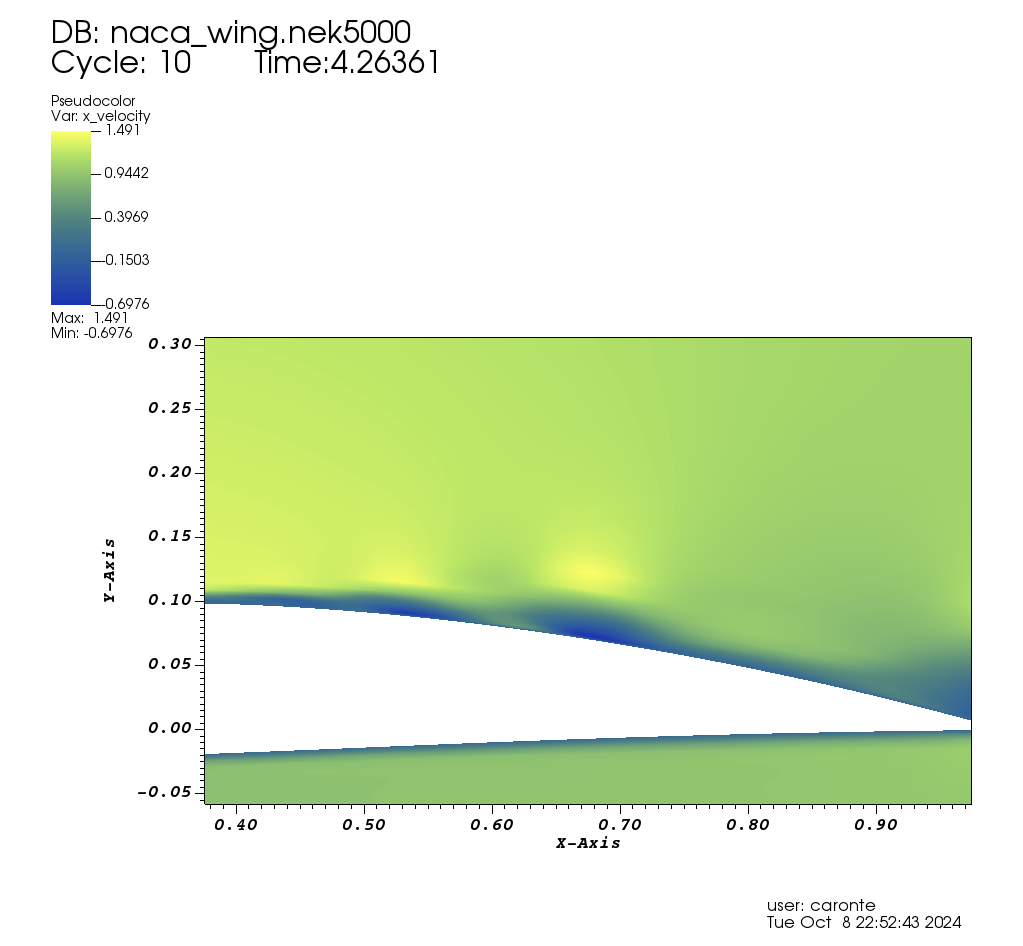 DB: naca_wing.nek5000
Cycle: 10 Time:4.26361
Pseudocolor
Var: x_velocity
1.491
0.9442
0.3969
-0.1503
-0.6976
Max: 1.491
Min: -0.6976
0.30
0.25
0.20
0.15
0.10
0.05
0.00
-0.05
Y-Axis
0.40 0.50 0.60 0.70 0.80 0.90
X-Axis
user: caronte
Tue Oct 8 22:52:43 2024